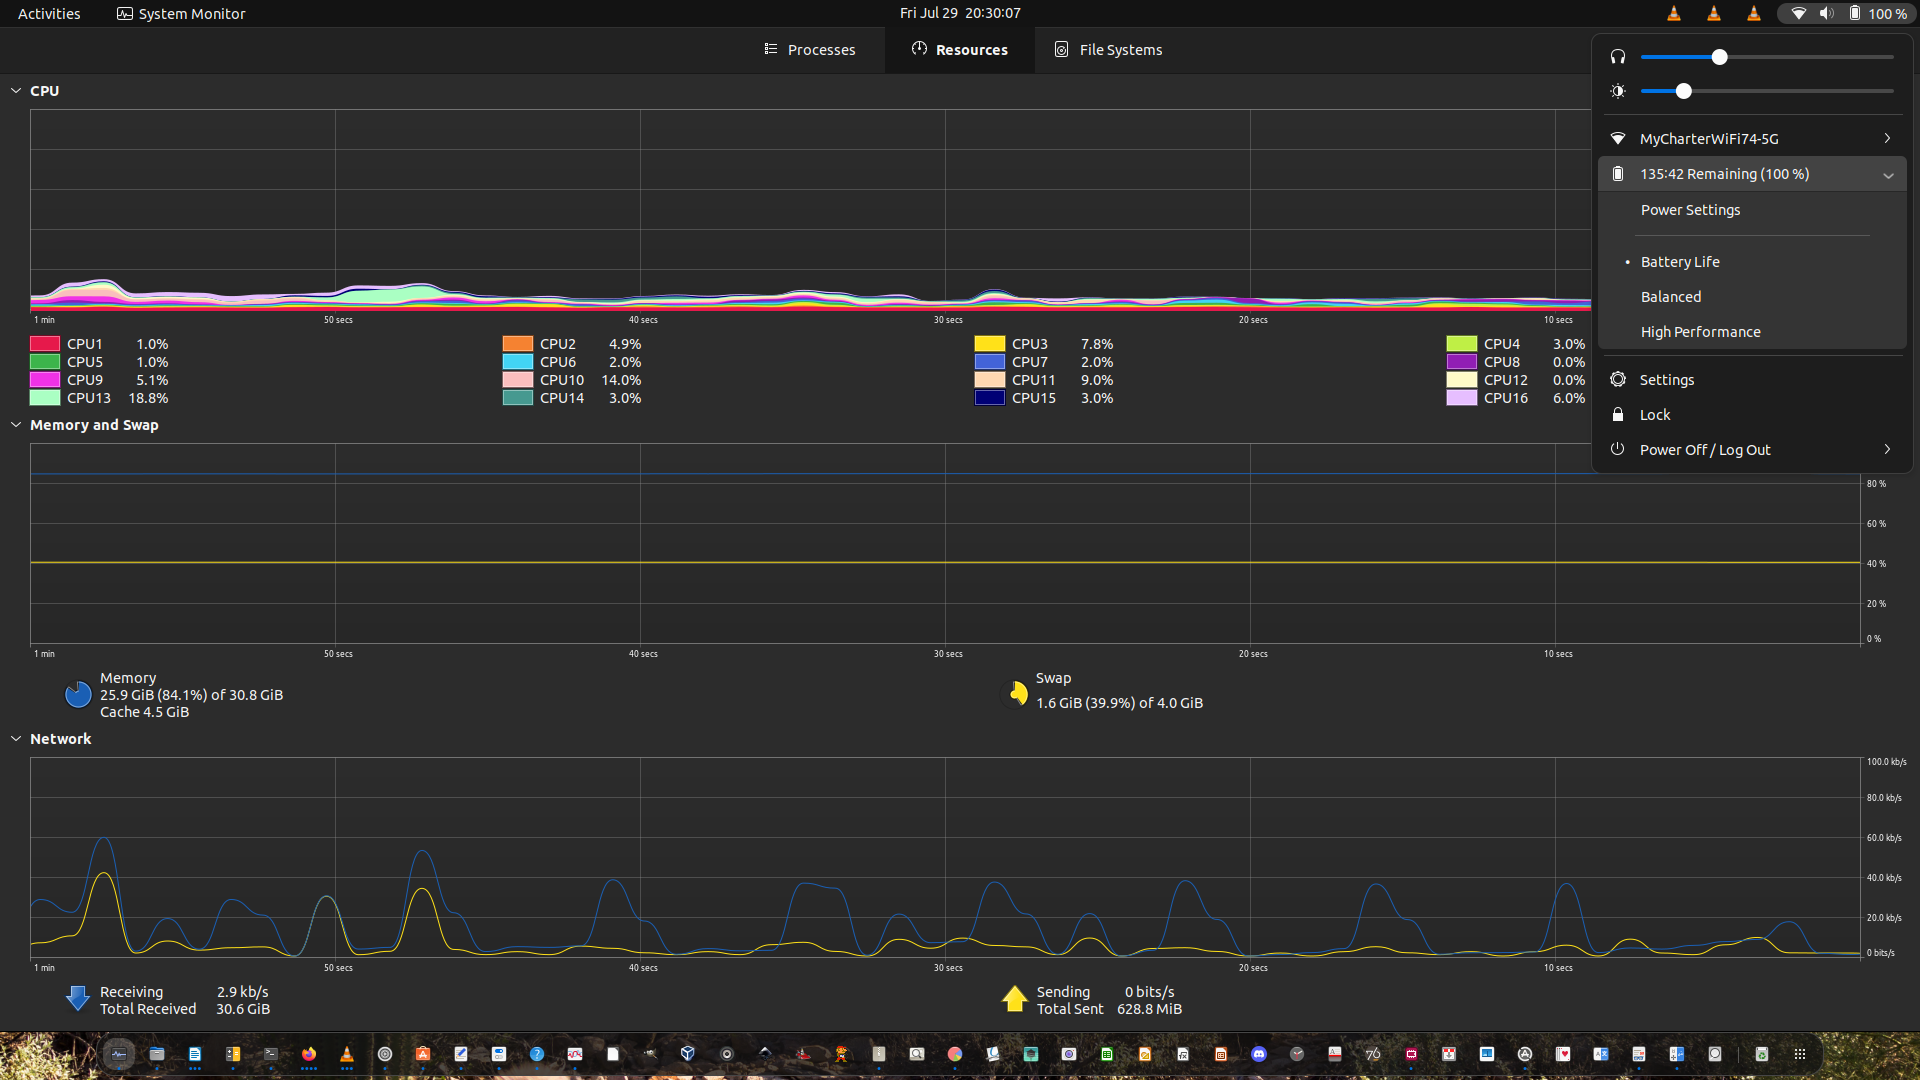 Activities
System Monitor
Fri Jul 29 20:30:07
100 %
Processes
Resources
File Systems
CPU
1 min
50 secs
40 secs
30 secs
20 secs
10 secs
CPU1 1.0%
CPU2 4.9%
CPU3 7.8%
CPU4 3.0%
CPU5 1.0%
CPU6 2.0%
CPU7 2.0%
CPU8 0.0%
CPU9 5.1%
CPU10 14.0%
CPU11 9.0%
CPU12 0.0%
CPU13 18.8%
CPU14 3.0%
CPU15 3.0%
CPU16 6.0%
MyCharterWiFi74-5G
135:42 Remaining (100 %)
Power Settings
Battery Life
Balanced
High Performance
Settings
Lock
Power Off / Log Out
Memory and Swap
80 %
60 %
40 %
20 %
0 %
1 min
50 secs
40 secs
30 secs
20 secs
10 secs
Memory
25.9 GiB (84.1%) of 30.8 GiB
Cache 4.5 GiB
Swap
1.6 GiB (39.9%) of 4.0 GiB
Network
100.0 kb/s
80.0 kb/s
60.0 kb/s
40.0 kb/s
20.0 kb/s
0 bits/s
1 min
50 secs
40 secs
30 secs
20 secs
10 secs
Receiving 2.9 kb/s
Total Received 30.6 GiB
Sending 0 bits/s
Total Sent 628.8 MiB